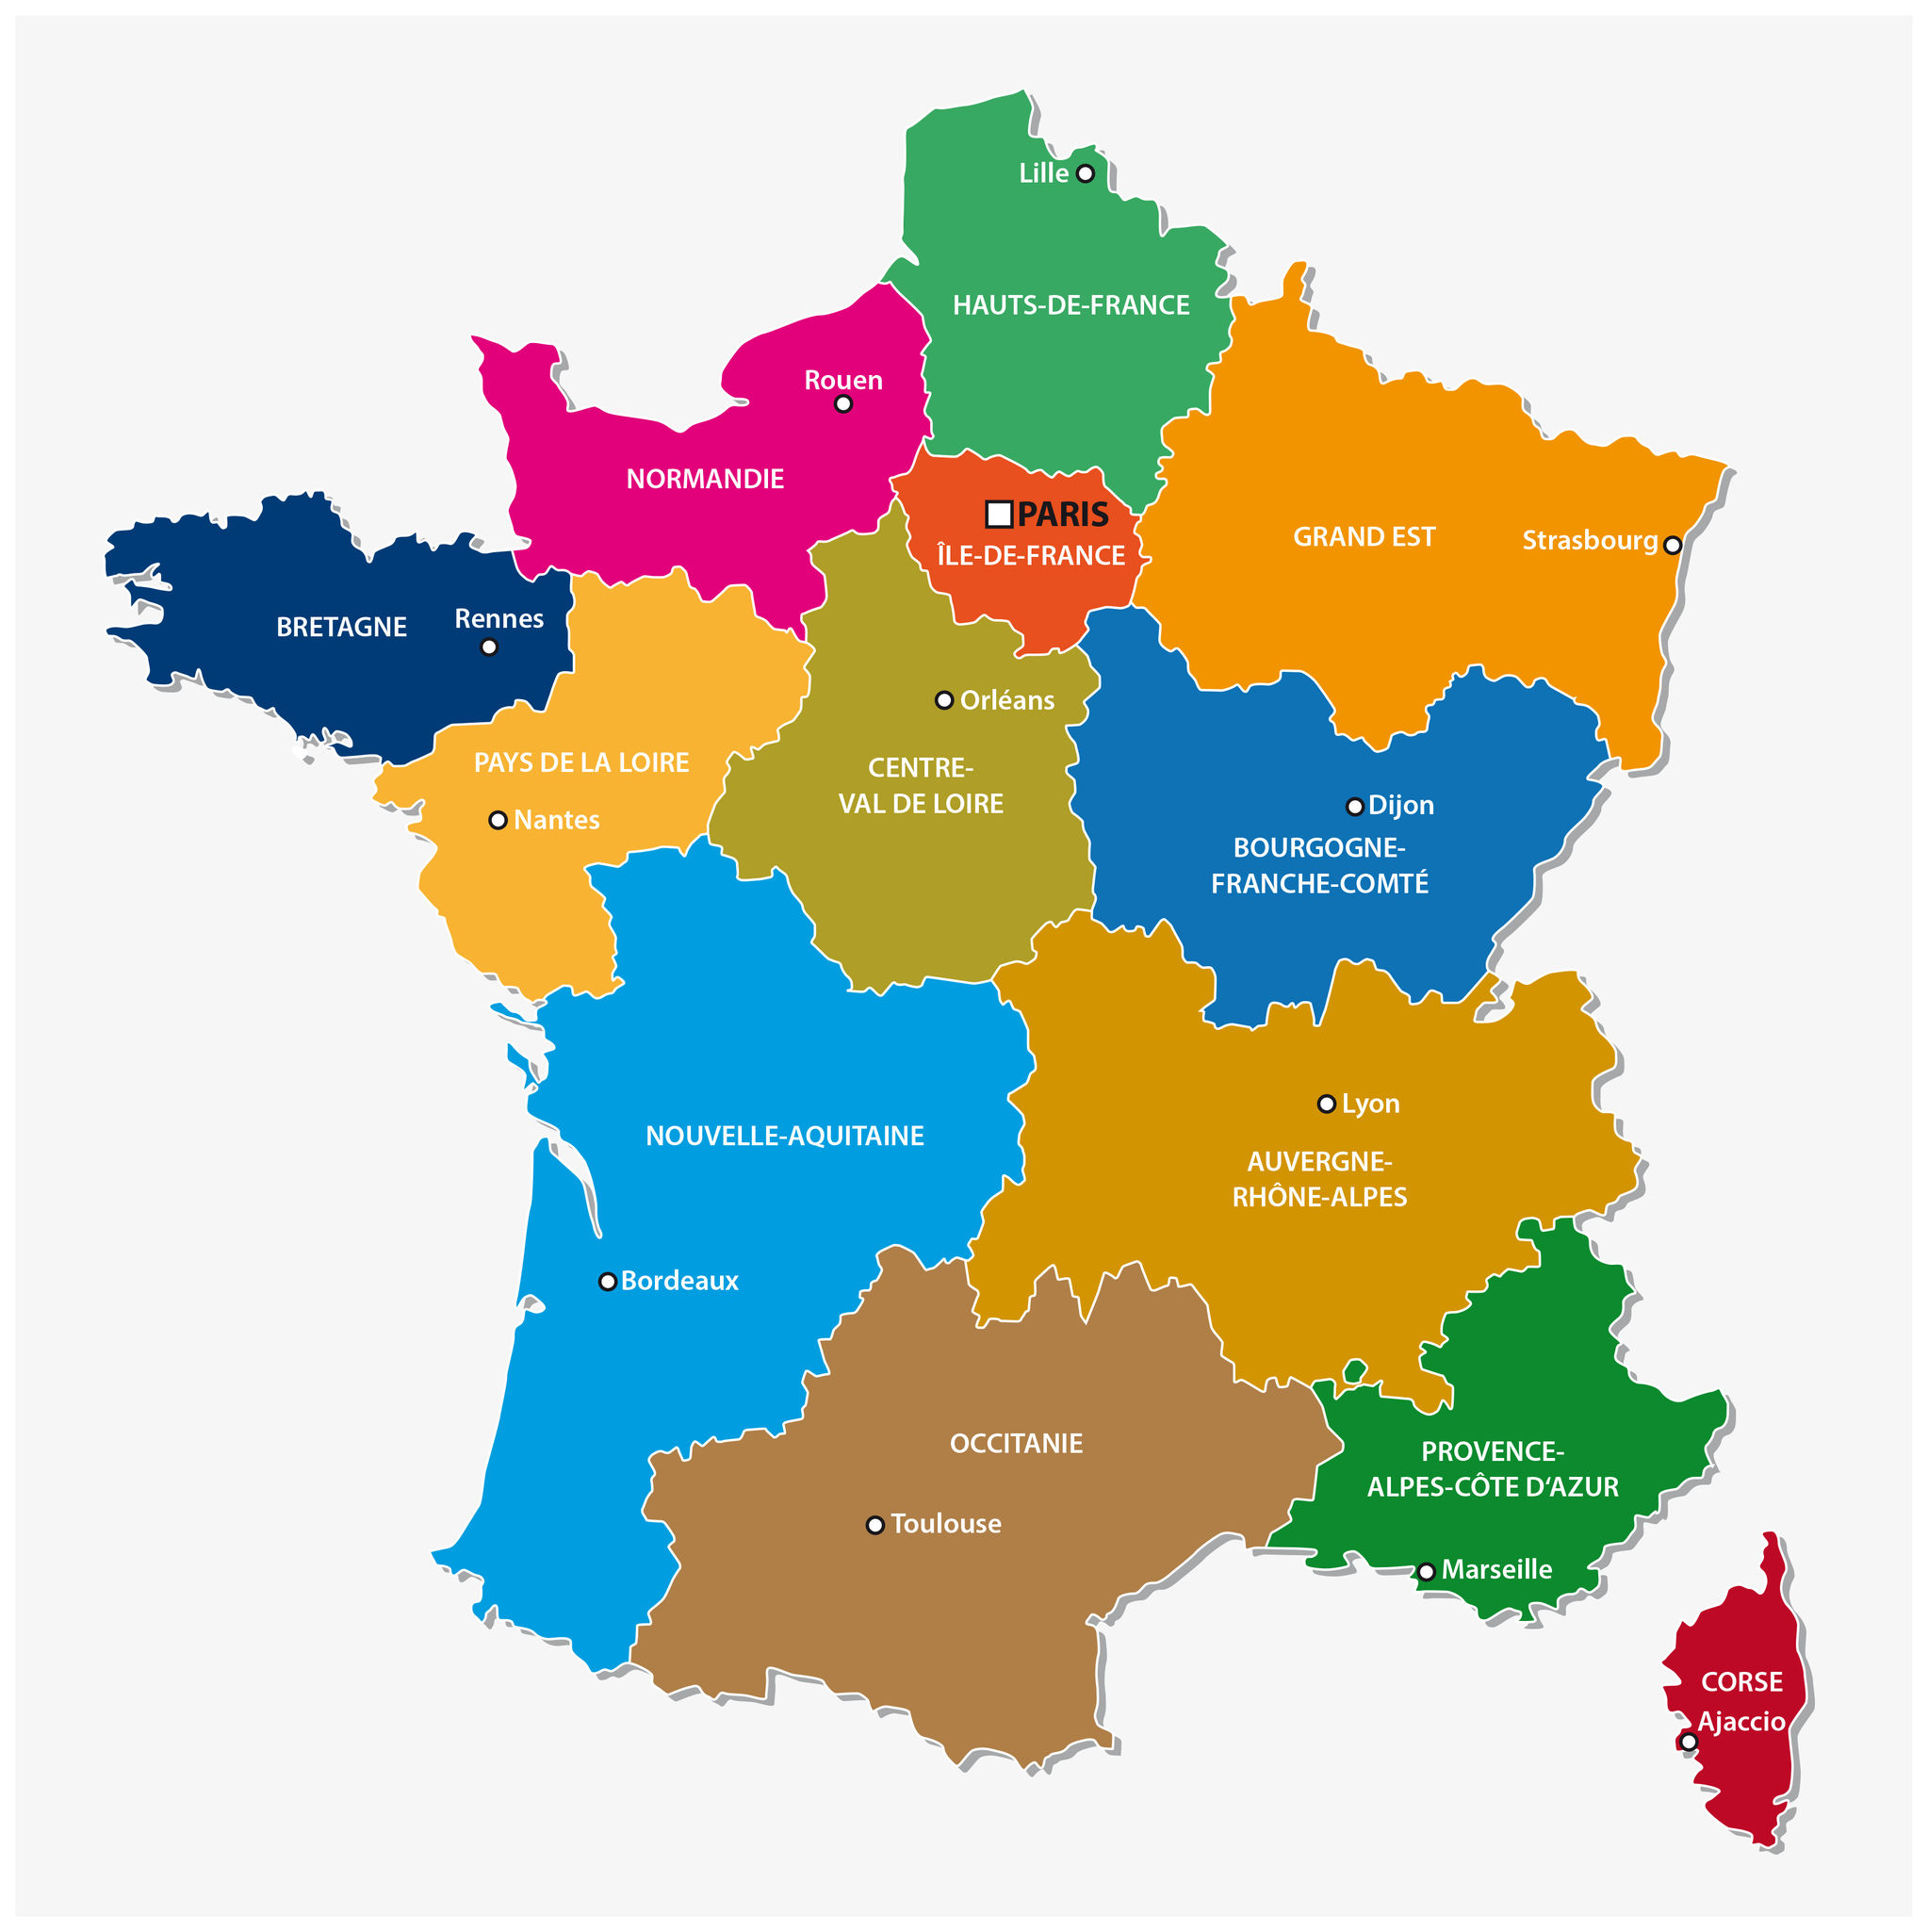 Lille
HAUTS-DE-FRANCE
Rouen
NORMANDIE
PARIS
ÎLE-DE-FRANCE
GRAND EST
Strasbourg
BRETAGNE
Rennes
Orléans
PAYS DE LA LOIRE
Nantes
CENTRE-
VAL DE LOIRE
Dijon
BOURGOGNE-
FRANCHE-COMTÉ
NOUVELLE-AQUITAINE
Lyon
AUVERGNE-
RHÔNE-ALPES
Bordeaux
OCCITANIE
Toulouse
PROVENCE-
ALPES-CÔTE D‘AZUR
Marseille
CORSE
Ajaccio